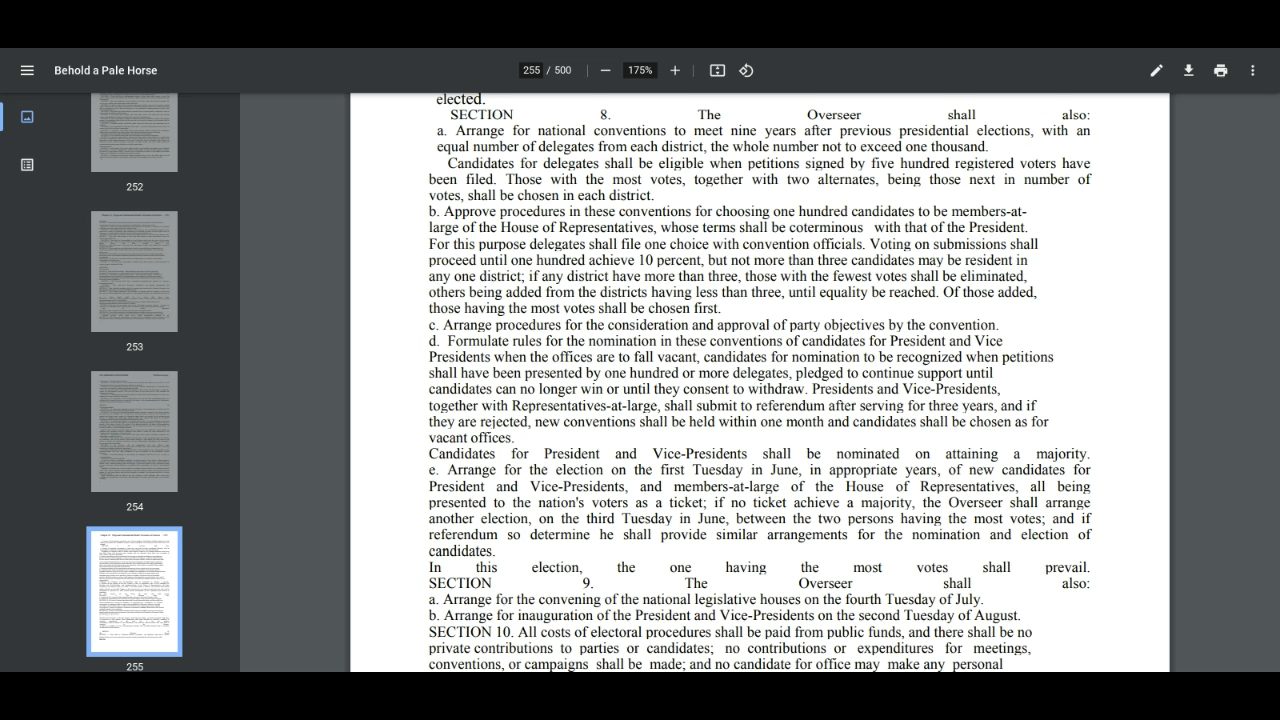 Behold a Pale Horse
255 / 500
175%
252
253
254
255
elected.
SECTION 8. The Overseer shall also:
a. Arrange for national conventions to meet nine years after previous presidential elections, with an
equal number of delegates from each district, the whole number not to exceed one thousand.
Candidates for delegates shall be eligible when petitions signed by five hundred registered voters have
been filed. Those with the most votes, together with two alternates, being those next in number of
votes, shall be chosen in each district.
b. Approve procedures in these conventions for choosing one hundred candidates to be members-at-
large of the House of Representatives, whose terms shall be coterminous with that of the President.
For this purpose delegates shall file one choice with convention officials. Voting on submissions shall
proceed until one hundred achieve 10 percent, but not more than three candidates may be resident in
any one district; if any district have more than three, those with the fewest votes shall be eliminated,
others being added from the districts having less than three, until equality be reached. Of those added,
those having the most votes shall be chosen first.
c. Arrange procedures for the consideration and approval of party objectives by the convention.
d. Formulate rules for the nomination in these conventions of candidates for President and Vice
Presidents when the offices are to fall vacant, candidates for nomination to be recognized when petitions
shall have been presented by one hundred or more delegates, pledged to continue support until
candidates can no longer win or until they consent to withdraw. Presidents and Vice-Presidents,
together with Representatives-at-large, shall submit to referendum after serving for three years, and if
they are rejected, new conventions shall be held within one month and candidates shall be chosen as for
vacant offices.
Candidates for President and Vice-Presidents shall be nominated on attaining a majority.
e. Arrange for the election on the first Tuesday in June, in appropriate years, of new candidates for
President and Vice-Presidents, and members-at-large of the House of Representatives, all being
presented to the nation's voters as a ticket; if no ticket achieve a majority, the Overseer shall arrange
another election, on the third Tuesday in June, between the two persons having the most votes; and if
referendum so determine he shall provide similar arrangements for the nomination and election of
candidates.
In this election, the one having the most votes shall prevail.
SECTION 9. The Overseer shall also:
a. Arrange for the convening of the national legislative houses on the fourth Tuesday of July.
b. Arrange for inauguration of the President and Vice-Presidents on the second Tuesday of August.
SECTION 10. All costs of electoral procedures shall be paid from public funds, and there shall be no
private contributions to parties or candidates; no contributions or expenditures for meetings,
conventions, or campaigns shall be made; and no candidate for office may make any personal